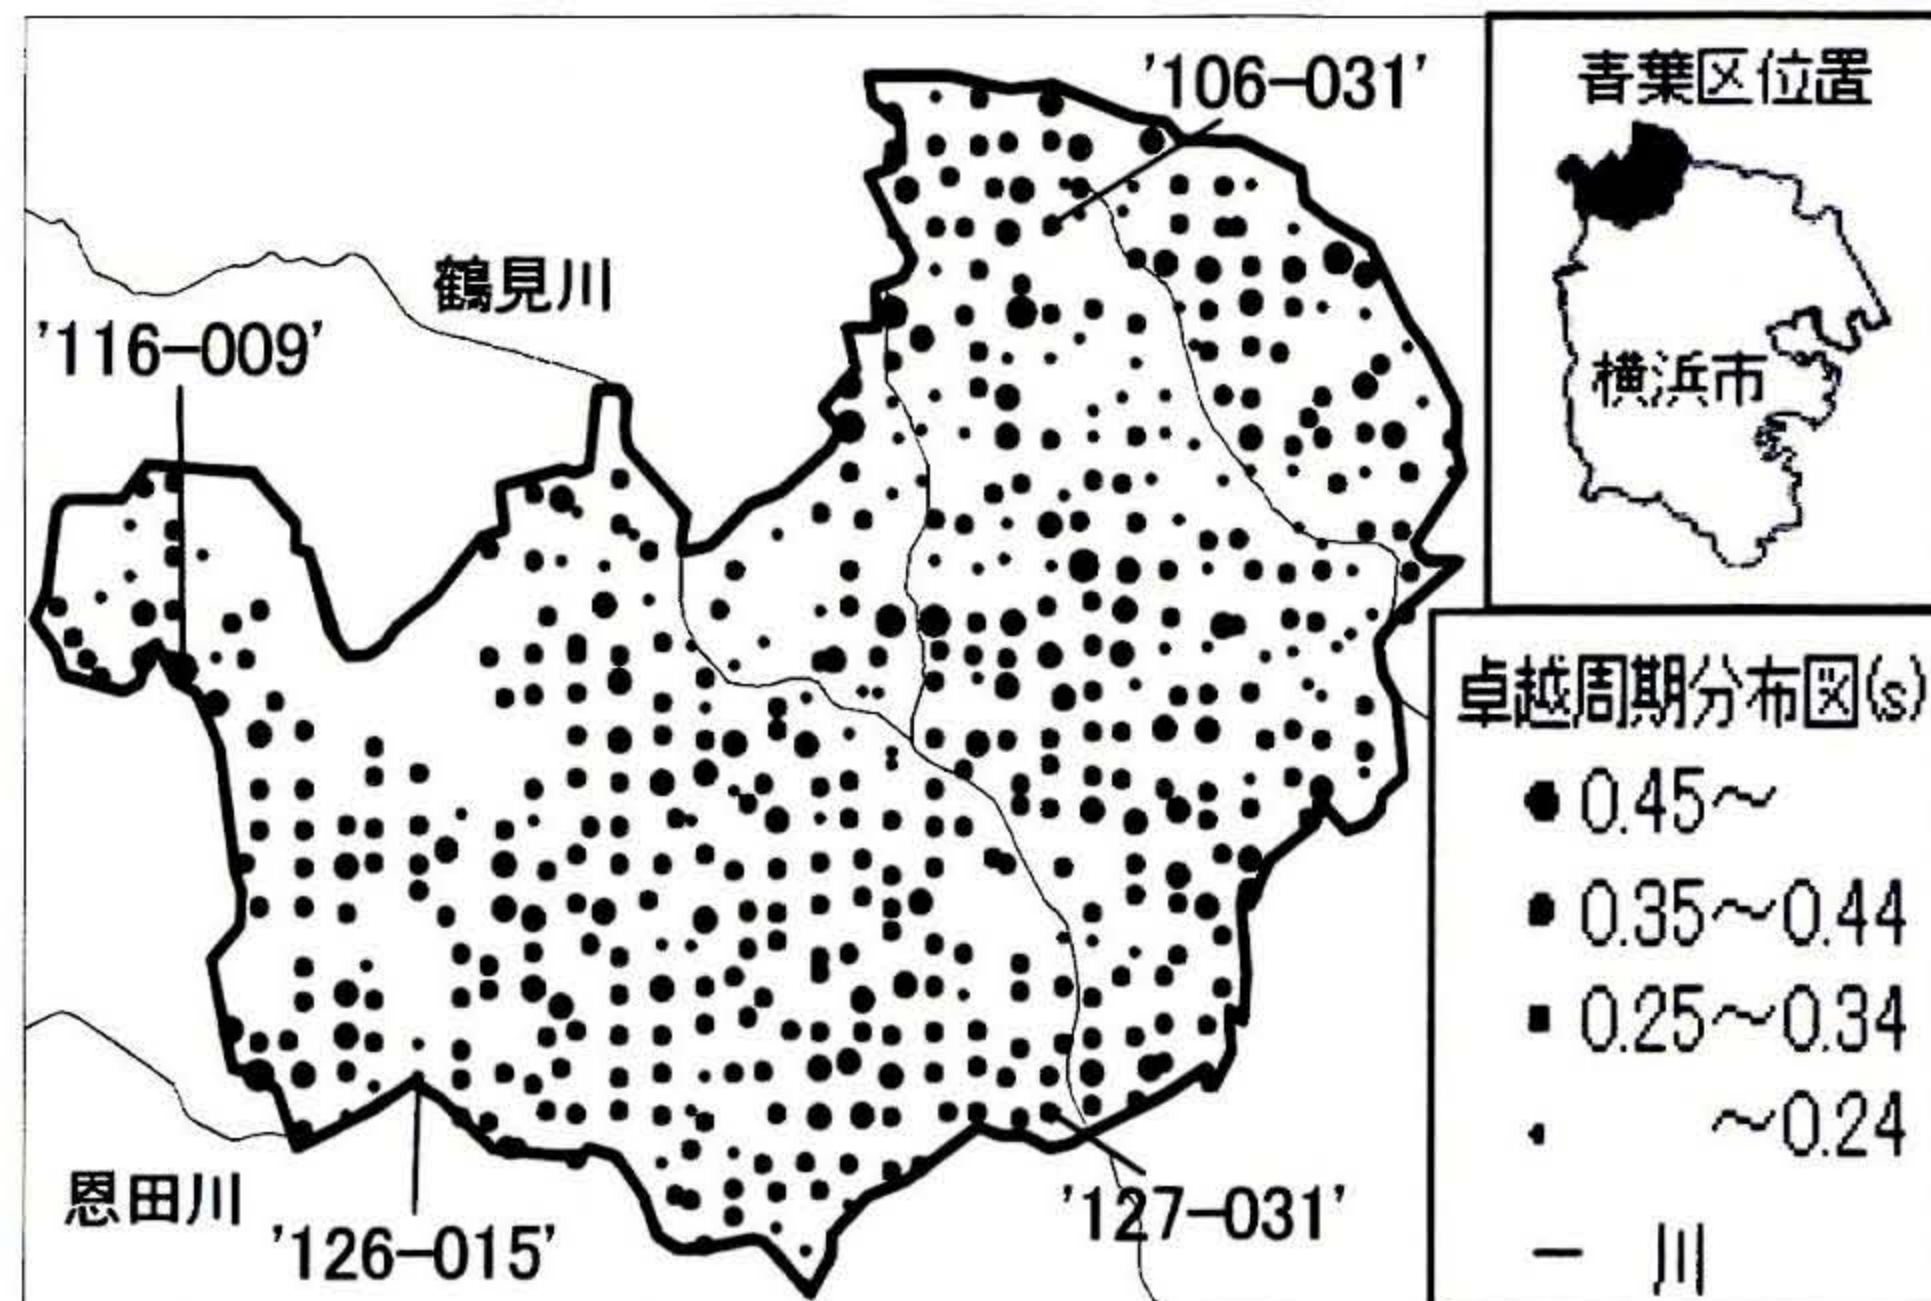 '106-031'
鶴見川
'116-009'
恩田川
'126-015'
'127-031'
青葉区位置
横浜市
卓越周期分布図(s)
0.45～
0.35～0.44
0.25～0.34
～0.24
川